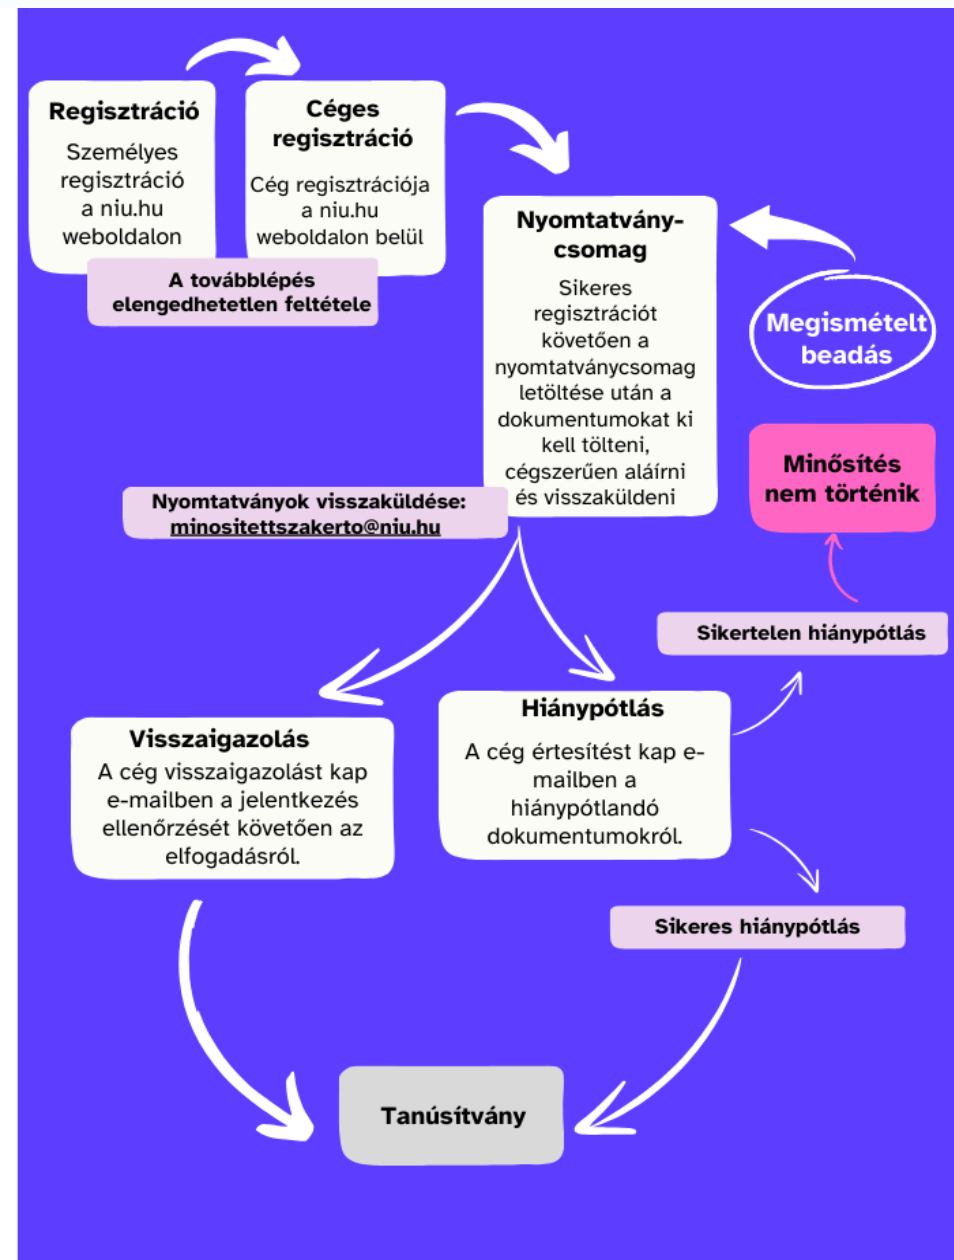 Regisztráció
Személyes
regisztráció
a niu.hu
weboldalon
Céges
regisztráció
Cég regisztrációja
a niu.hu
weboldalon belül
A továbblépés
elengedhetetlen feltétele
Nyomtatvány-
csomag
Sikeres
regisztrációt
követően a
nyomtatványcsomag
letöltése után a
dokumentumokat ki
kell tölteni,
cégszerűen aláírni
és visszaküldeni
Megismételt
beadás
Minősítés
nem történik
Nyomtatványok visszaküldése:
minositettszakerto@niu.hu
Sikertelen hiánypótlás
Visszaigazolás
A cég visszaigazolást kap
e-mailben a jelentkezés
ellenőrzését követően az
elfogadásról.
Hiánypótlás
A cég értesítést kap e-
mailben a
hiánypótlandó
dokumentumokról.
Sikeres hiánypótlás
Tanúsítvány